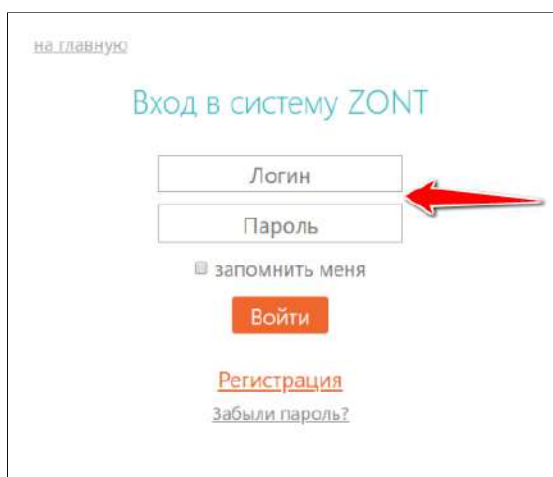 на главную
Вход в систему ZONT
Логин
Пароль
запомнить меня
Войти
Регистрация
Забыли пароль?